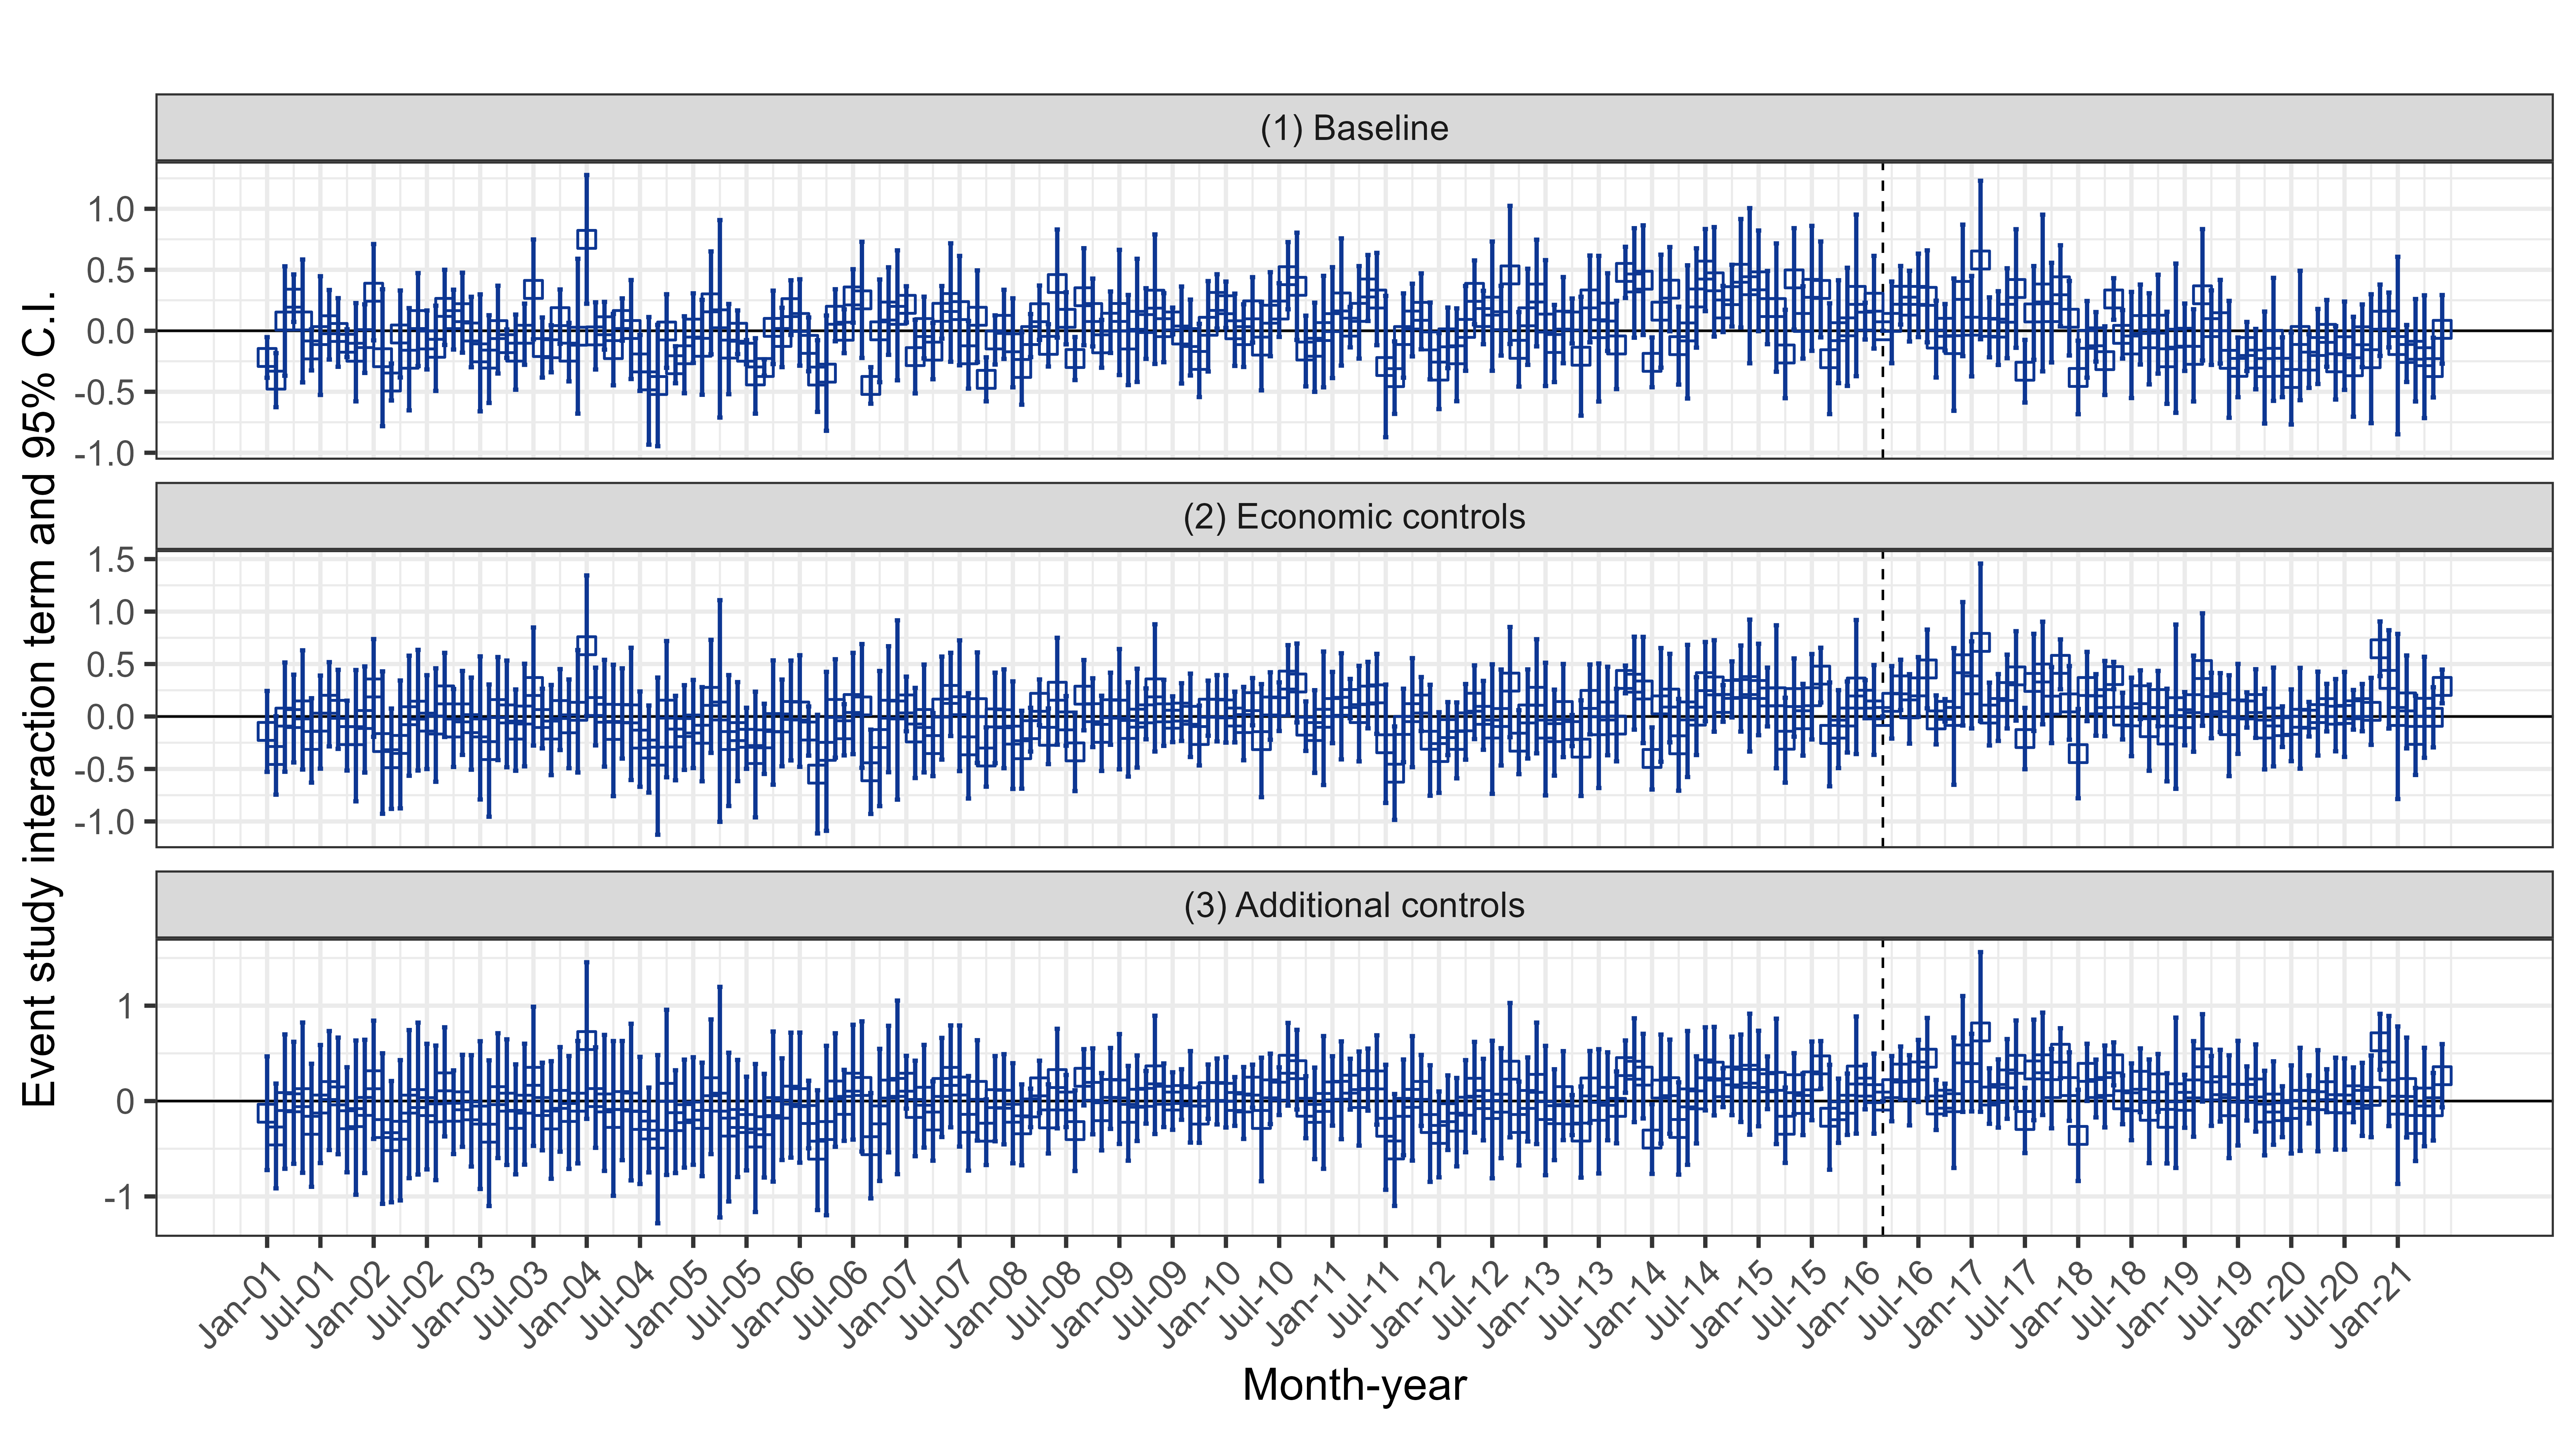 (1) Baseline
1.0
0.5
0.0
-0.5
-1.0
(2) Economic controls
1.5
1.0
0.5
0.0
-0.5
-1.0
(3) Additional controls
1
0
-1
Event study interaction term and 95% C.I.
Jan-01 Jul-01 Jan-02 Jul-02 Jan-03 Jul-03 Jan-04 Jul-04 Jan-05 Jul-05 Jan-06 Jul-06 Jan-07 Jul-07 Jan-08 Jul-08 Jan-09 Jul-09 Jan-10 Jul-10 Jan-11 Jul-11 Jan-12 Jul-12 Jan-13 Jul-13 Jan-14 Jul-14 Jan-15 Jul-15 Jan-16 Jul-16 Jan-17 Jul-17 Jan-18 Jul-18 Jan-19 Jul-19 Jan-20 Jul-20 Jan-21
Month-year